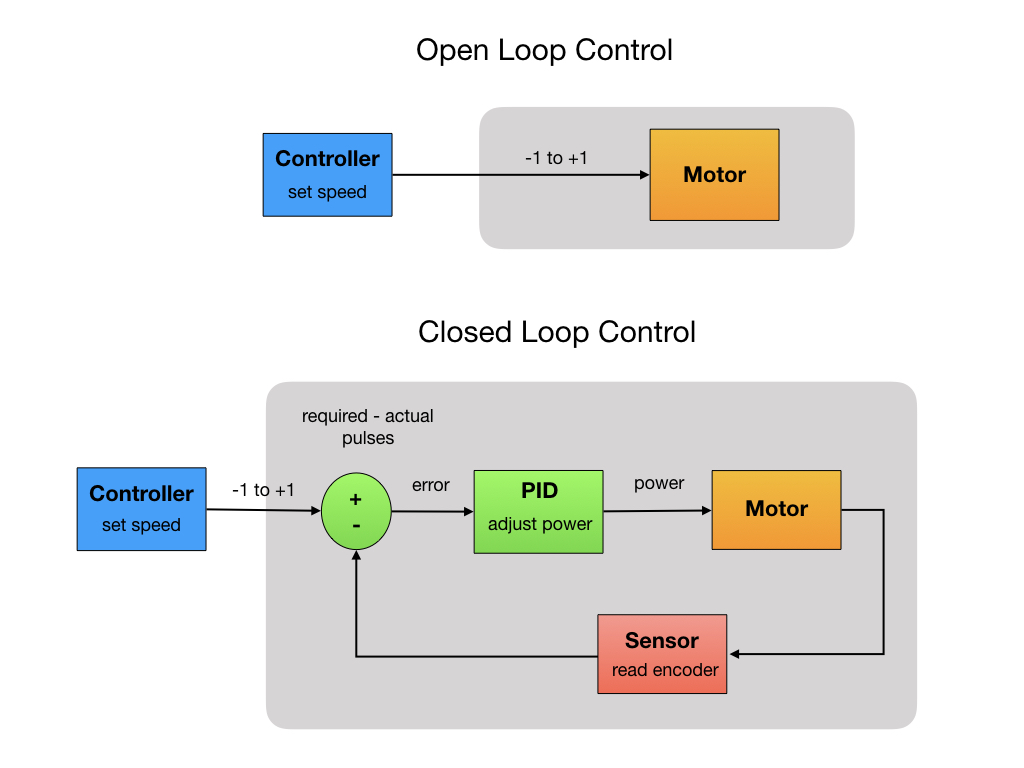 Open Loop Control
Controller
set speed
-1 to +1
Motor
Closed Loop Control
required - actual
pulses
Controller
set speed
-1 to +1
+
-
error
PID
adjust power
power
Motor
Sensor
read encoder